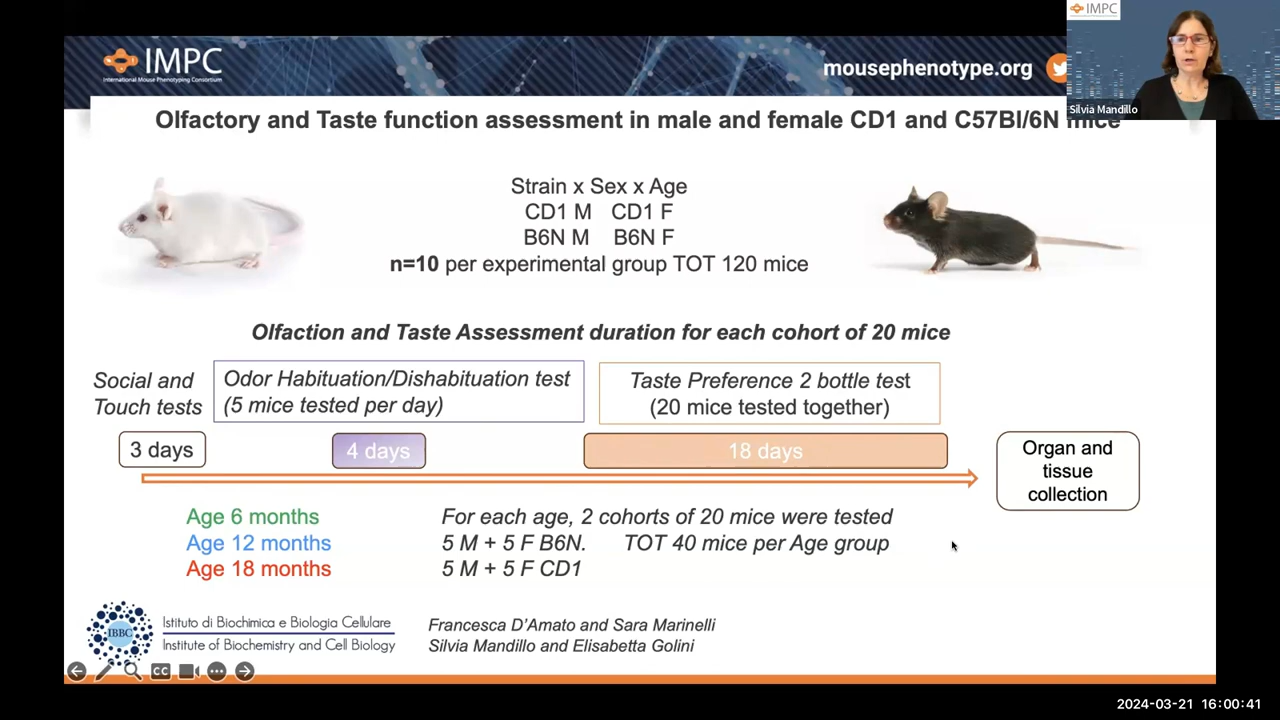 IMPC
International Mouse Phenotyping Consortium
mousephenotype.org
IMPC
Silvia Mandillo
Olfactory and Taste function assessment in male and female CD1 and C57Bl/6N mice
Strain x Sex x Age
CD1 M CD1 F
B6N M B6N F
n=10 per experimental group TOT 120 mice
Olfaction and Taste Assessment duration for each cohort of 20 mice
Social and
Touch tests
Odor Habituation/Dishabituation test
(5 mice tested per day)
Taste Preference 2 bottle test
(20 mice tested together)
3 days
4 days
18 days
Organ and
tissue
collection
Age 6 months
Age 12 months
Age 18 months
For each age, 2 cohorts of 20 mice were tested
5 M + 5 F B6N. TOT 40 mice per Age group
5 M + 5 F CD1
IBBC
Istituto di Biochimica e Biologia Cellulare
Institute of Biochemistry and Cell Biology
Francesca D'Amato and Sara Marinelli
Silvia Mandillo and Elisabetta Golini
CC
2024-03-21 16:00:41